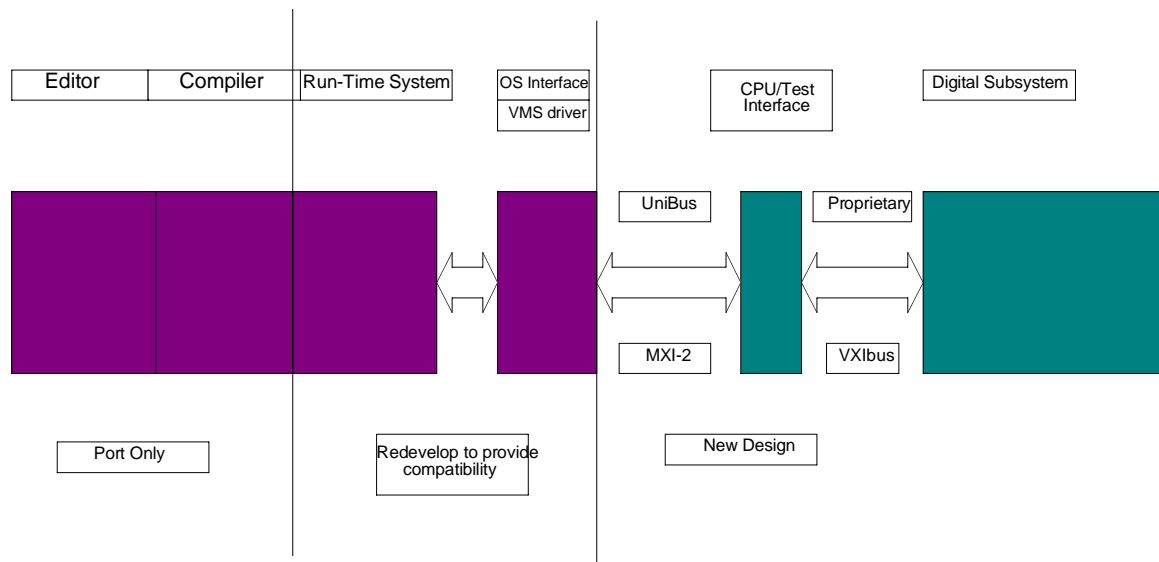 Editor
Compiler
Run-Time System
OS Interface
VMS driver
CPU/Test
Interface
Digital Subsystem
UniBus
Proprietary
MXI-2
VXIbus
Port Only
Redevelop to provide
compatibility
New Design